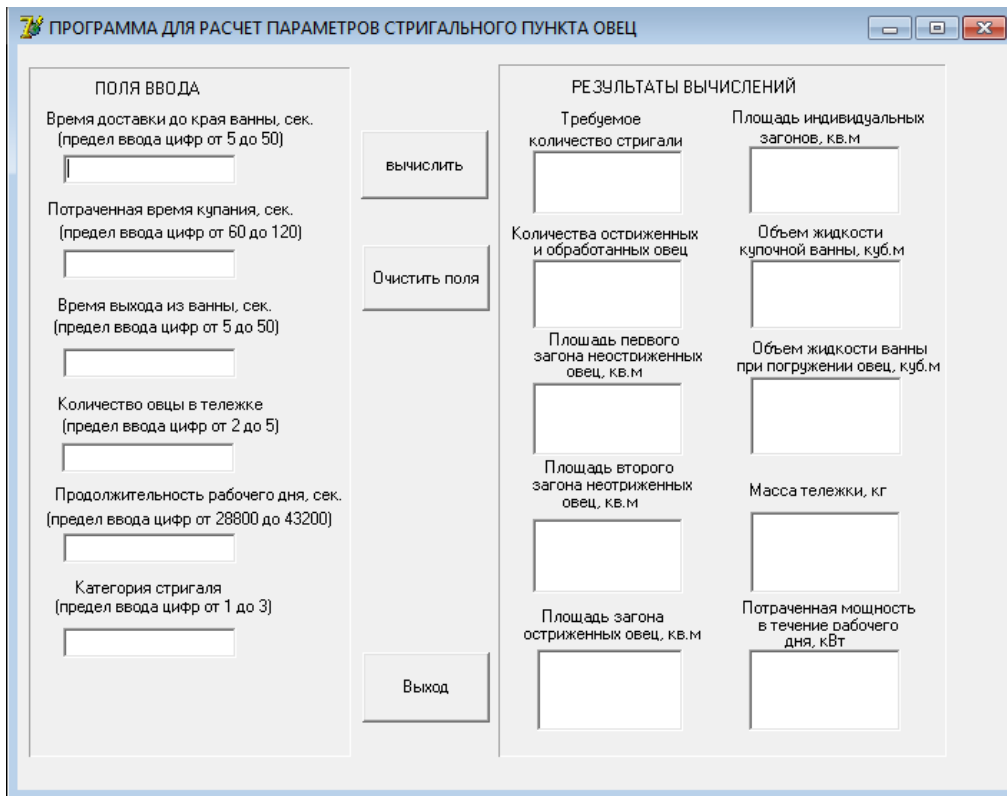 ПРОГРАММА ДЛЯ РАСЧЕТ ПАРАМЕТРОВ СТРИГАЛЬНОГО ПУНКТА ОВЕЦ
ПОЛЯ ВВОДА
Время доставки до края ванны, сек.
(предел ввода цифр от 5 до 50)
Потраченная время купания, сек.
(предел ввода цифр от 60 до 120)
Время выхода из ванны, сек.
(предел ввода цифр от 5 до 50)
Количество овцы в тележке
(предел ввода цифр от 2 до 5)
Продолжительность рабочего дня, сек.
(предел ввода цифр от 28800 до 43200)
Категория стригаля
(предел ввода цифр от 1 до 3)
вычислить
Очистить поля
Выход
РЕЗУЛЬТАТЫ ВЫЧИСЛЕНИЙ
Требуемое
количество стригали
Количества остриженных
и обработанных овец
Площадь первого
загона неостриженных
овец, кв.м
Площадь второго
загона неотриженных
овец, кв.м
Площадь загона
остриженных овец, кв.м
Площадь индивидуальных
загонов, кв.м
Объем жидкости
купочной ванны, куб.м
Объем жидкости ванны
при погружении овец, куб.м
Масса тележки, кг
Потраченная мощность
в течение рабочего
дня, кВт